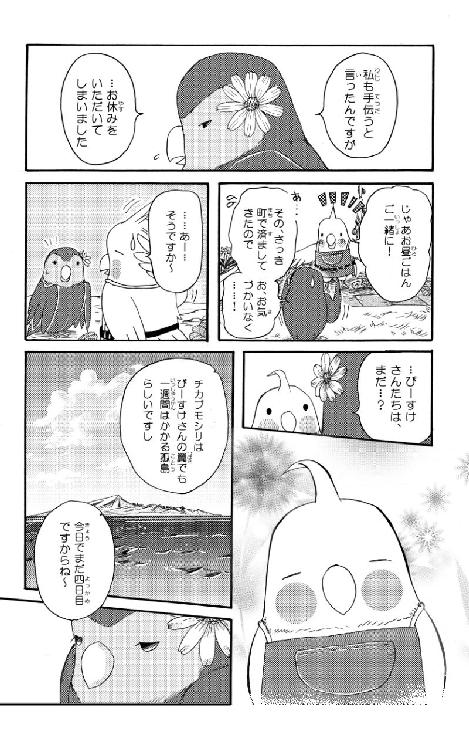 私も手伝うと
言ったんですが
…お休みを
いただいて
しまいました
じゃあお昼ごはん
ご一緒に！
その、さっき
町で済まして
きたので
お、お気
づかいなく
……！
……あー
そうですか〜
…ぴーすけ
さんたちは、
まだ…？
チカプモシリは
ぴーすけさんの翼でも
一週間はかかる孤島
らしいですし
今日でまだ四日目
ですからね〜